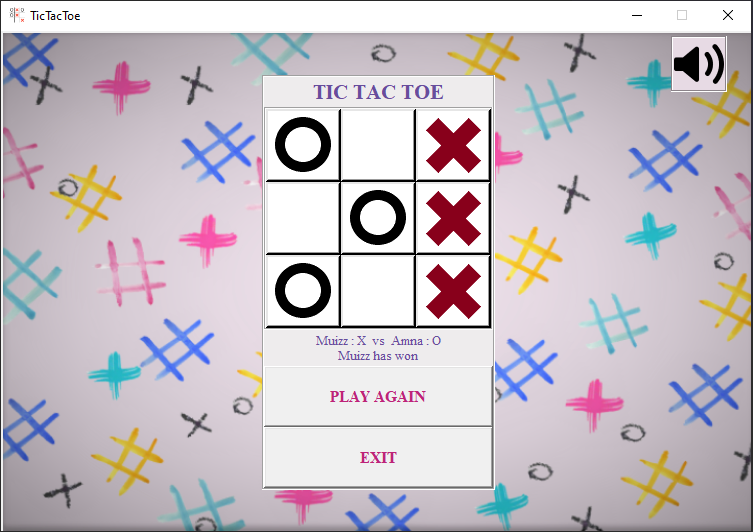 TicTacToe
TIC TAC TOE
Muizz : X vs Amna : O
Muizz has won
PLAY AGAIN
EXIT